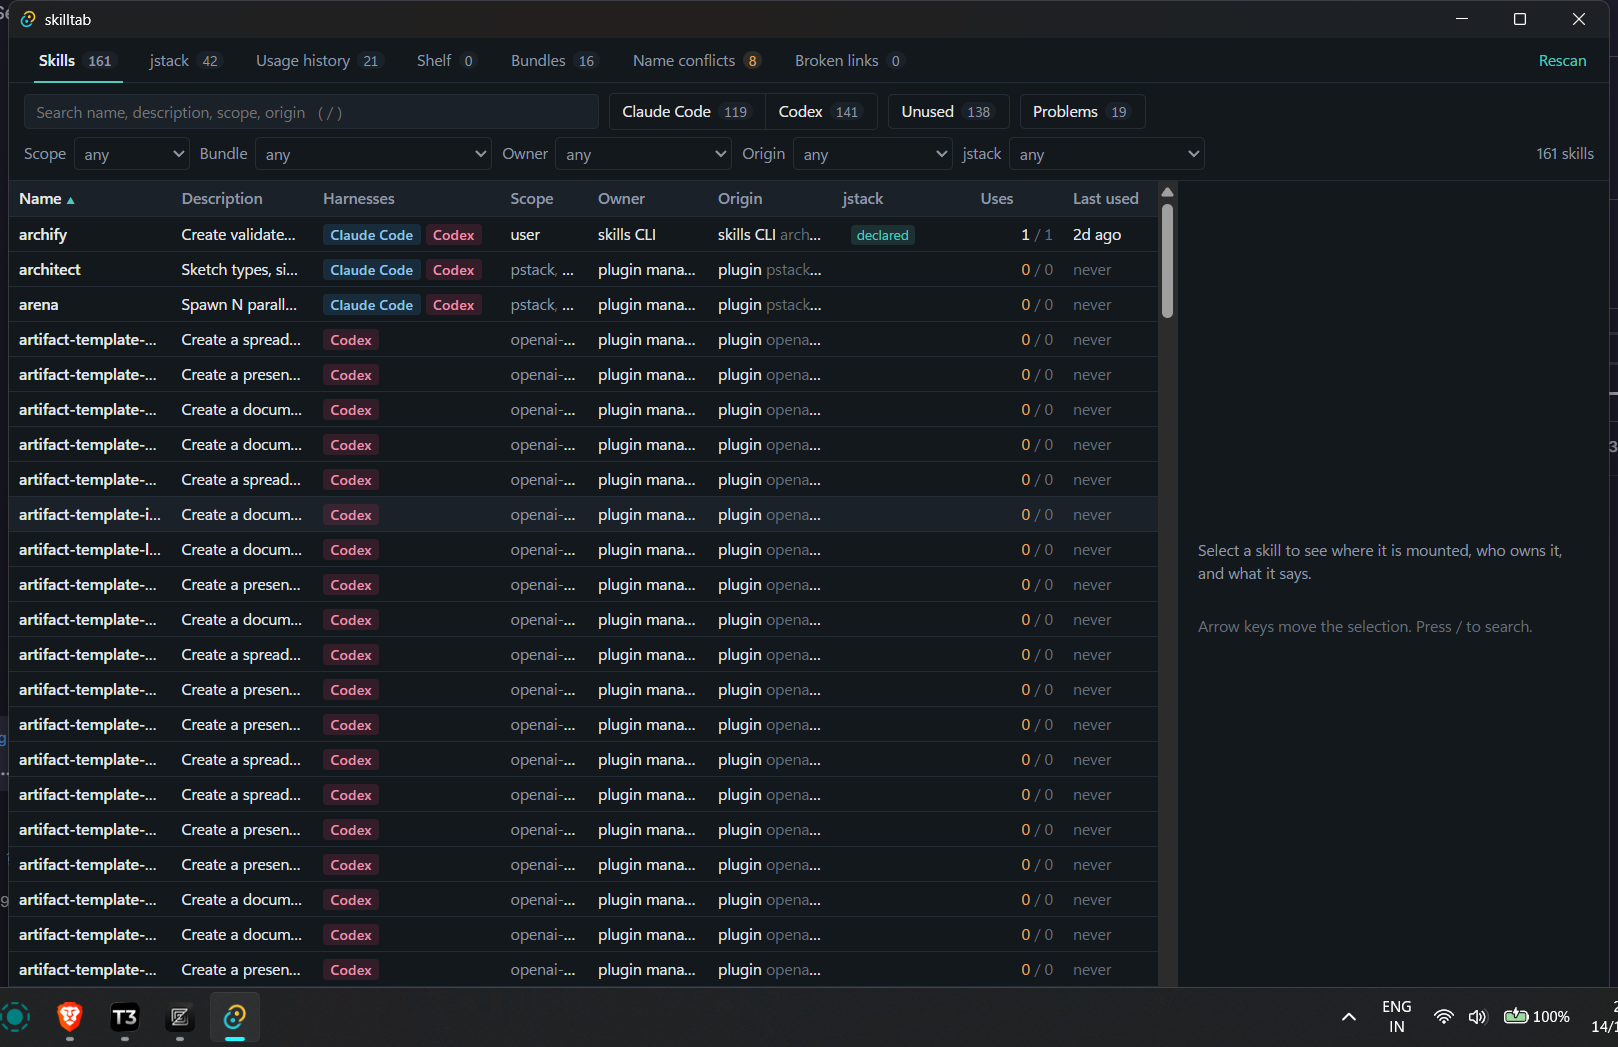 skilltab
Skills 161 jstack 42 Usage history 21 Shelf 0 Bundles 16 Name conflicts 8 Broken links 0 Rescan
Search name, description, scope, origin ( / ) Claude Code 119 Codex 141 Unused 138 Problems 19
Scope any Bundle any Owner any Origin any jstack any 161 skills
Name ▲ Description Harnesses Scope Owner Origin jstack Uses Last used
archify Create validate... Claude Code Codex user skills CLI skills CLI arch... declared 1 / 1 2d ago
architect Sketch types, si... Claude Code Codex pstack, ... plugin mana... plugin pstack... 0 / 0 never
arena Spawn N parall... Claude Code Codex pstack, ... plugin mana... plugin pstack... 0 / 0 never
artifact-template-... Create a spread... Codex openai-... plugin mana... plugin opena... 0 / 0 never
artifact-template-... Create a presen... Codex openai-... plugin mana... plugin opena... 0 / 0 never
artifact-template-... Create a docum... Codex openai-... plugin mana... plugin opena... 0 / 0 never
artifact-template-... Create a docum... Codex openai-... plugin mana... plugin opena... 0 / 0 never
artifact-template-... Create a spread... Codex openai-... plugin mana... plugin opena... 0 / 0 never
artifact-template-i... Create a docum... Codex openai-... plugin mana... plugin opena... 0 / 0 never
artifact-template-l... Create a docum... Codex openai-... plugin mana... plugin opena... 0 / 0 never
artifact-template-... Create a presen... Codex openai-... plugin mana... plugin opena... 0 / 0 never
artifact-template-... Create a docum... Codex openai-... plugin mana... plugin opena... 0 / 0 never
artifact-template-... Create a spread... Codex openai-... plugin mana... plugin opena... 0 / 0 never
artifact-template-... Create a presen... Codex openai-... plugin mana... plugin opena... 0 / 0 never
artifact-template-... Create a presen... Codex openai-... plugin mana... plugin opena... 0 / 0 never
artifact-template-... Create a spread... Codex openai-... plugin mana... plugin opena... 0 / 0 never
artifact-template-... Create a spread... Codex openai-... plugin mana... plugin opena... 0 / 0 never
artifact-template-... Create a presen... Codex openai-... plugin mana... plugin opena... 0 / 0 never
artifact-template-... Create a presen... Codex openai-... plugin mana... plugin opena... 0 / 0 never
artifact-template-... Create a docum... Codex openai-... plugin mana... plugin opena... 0 / 0 never
artifact-template-... Create a docum... Codex openai-... plugin mana... plugin opena... 0 / 0 never
artifact-template-... Create a presen... Codex openai-... plugin mana... plugin opena... 0 / 0 never
Select a skill to see where it is mounted, who owns it,
and what it says.
Arrow keys move the selection. Press / to search.
T3
ENG
IN
100%
14/1